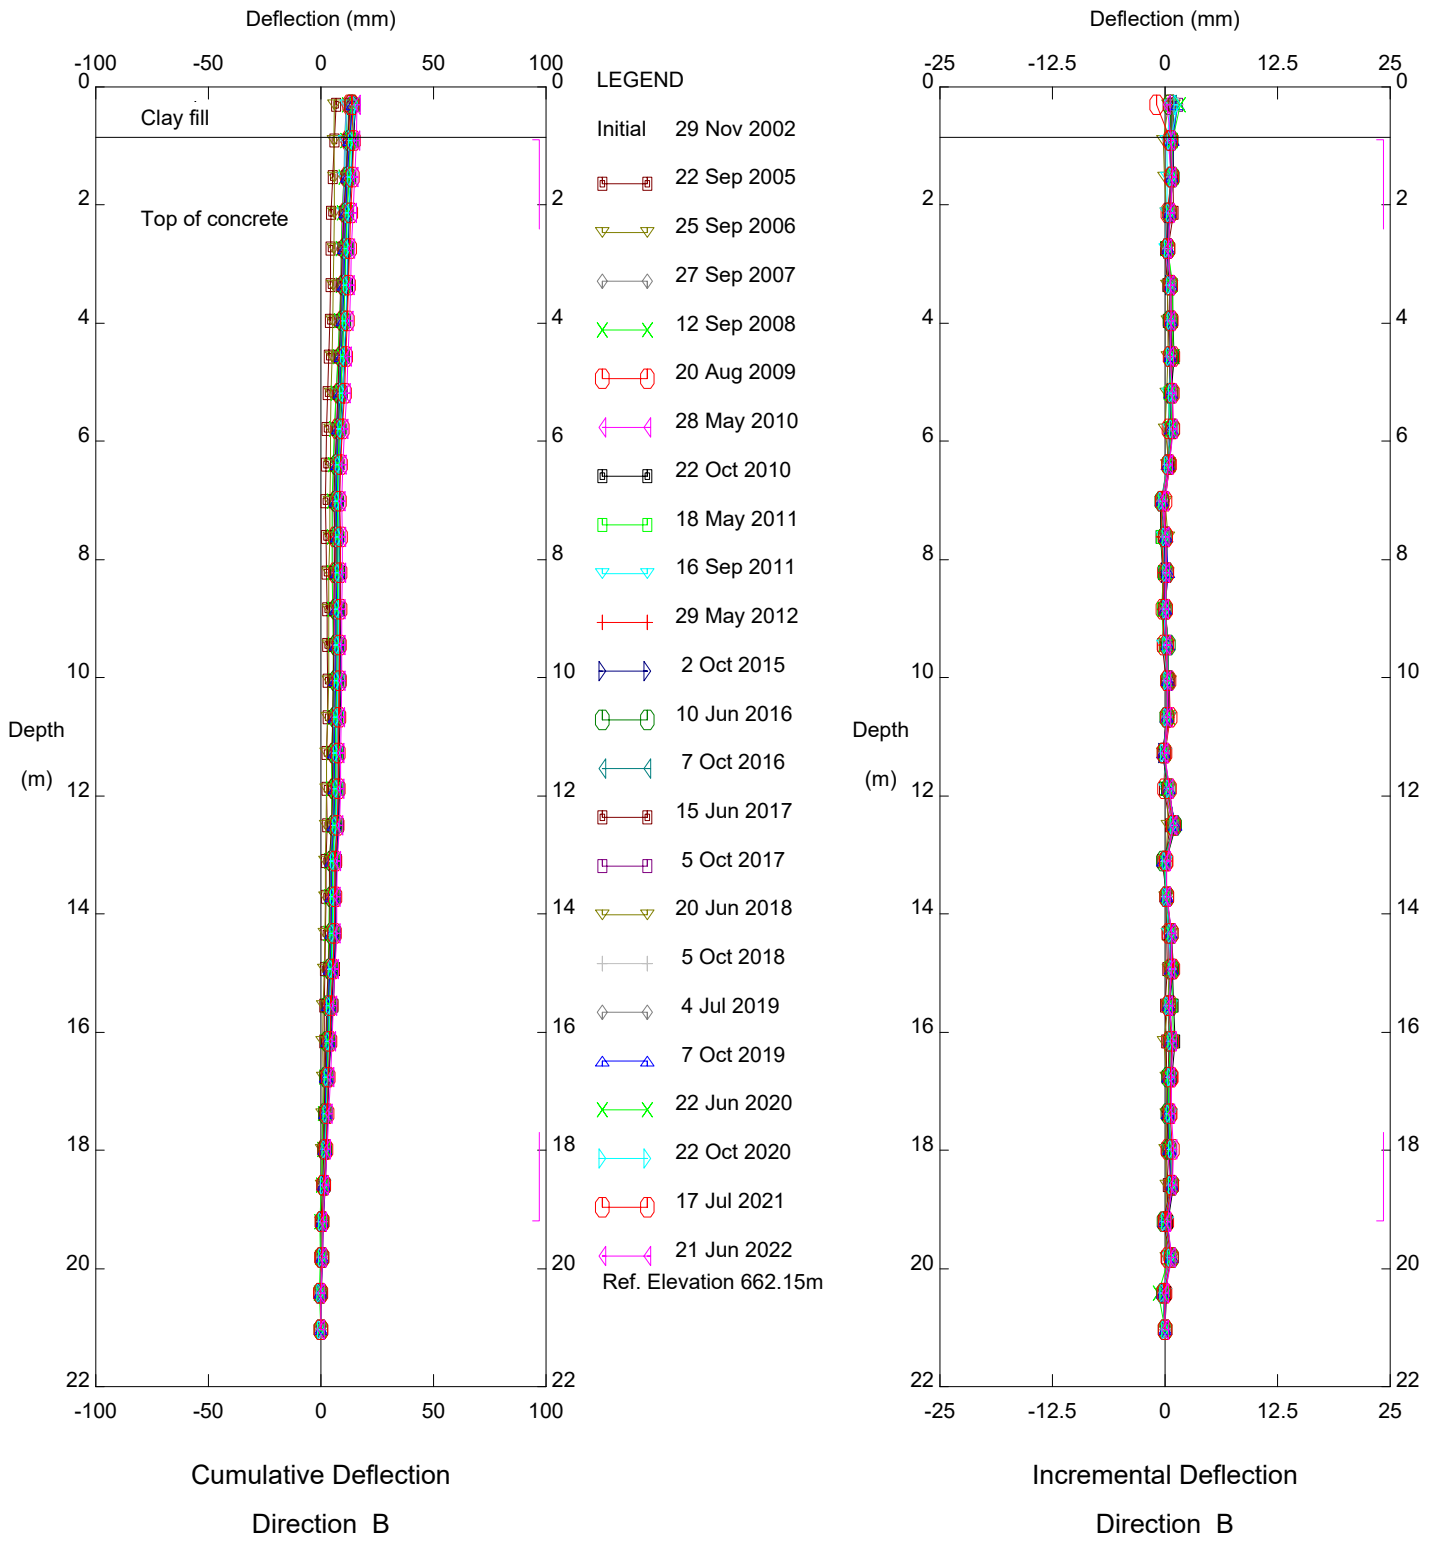 Deflection (mm)
-100 -50 0 50 100
0 0
Clay fill
Top of concrete
2 2
4 4
6 6
8 8
10 10
Depth
(m)
12 12
14 14
16 16
18 18
20 20
22 22
-100 -50 0 50 100
Cumulative Deflection
Direction B
LEGEND
Initial 29 Nov 2002
22 Sep 2005
25 Sep 2006
27 Sep 2007
12 Sep 2008
20 Aug 2009
28 May 2010
22 Oct 2010
18 May 2011
16 Sep 2011
29 May 2012
2 Oct 2015
10 Jun 2016
7 Oct 2016
15 Jun 2017
5 Oct 2017
20 Jun 2018
5 Oct 2018
4 Jul 2019
7 Oct 2019
22 Jun 2020
22 Oct 2020
17 Jul 2021
21 Jun 2022
Ref. Elevation 662.15m
Deflection (mm)
-25 -12.5 0 12.5 25
0 0
2 2
4 4
6 6
8 8
10 10
Depth
(m)
12 12
14 14
16 16
18 18
20 20
22 22
-25 -12.5 0 12.5 25
Incremental Deflection
Direction B